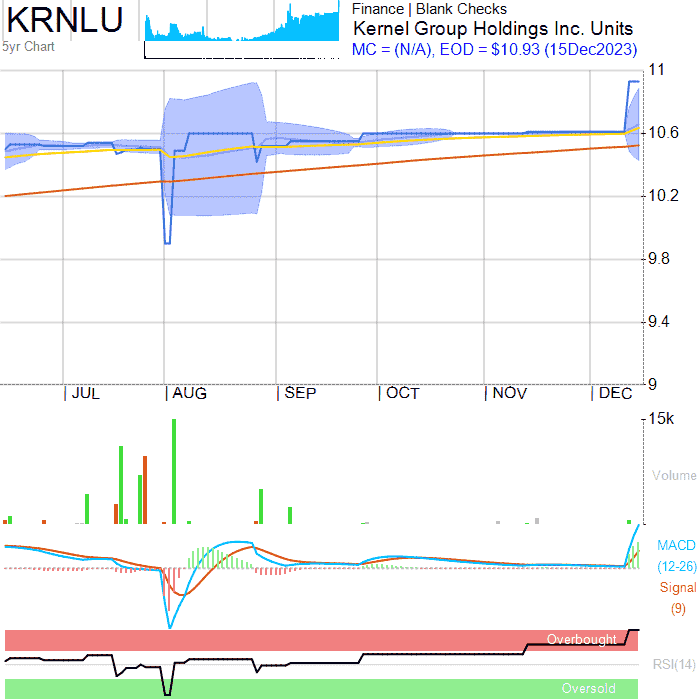 KRNLU
5yr Chart
Finance | Blank Checks
Kernel Group Holdings Inc. Units
MC = (N/A), EOD = $10.93 (15Dec2023)
11
10.6
10.2
9.8
9.4
9
JUL
AUG
SEP
OCT
NOV
DEC
15k
Volume
MACD
(12-26)
Signal
(9)
Overbought
RSI(14)
Oversold